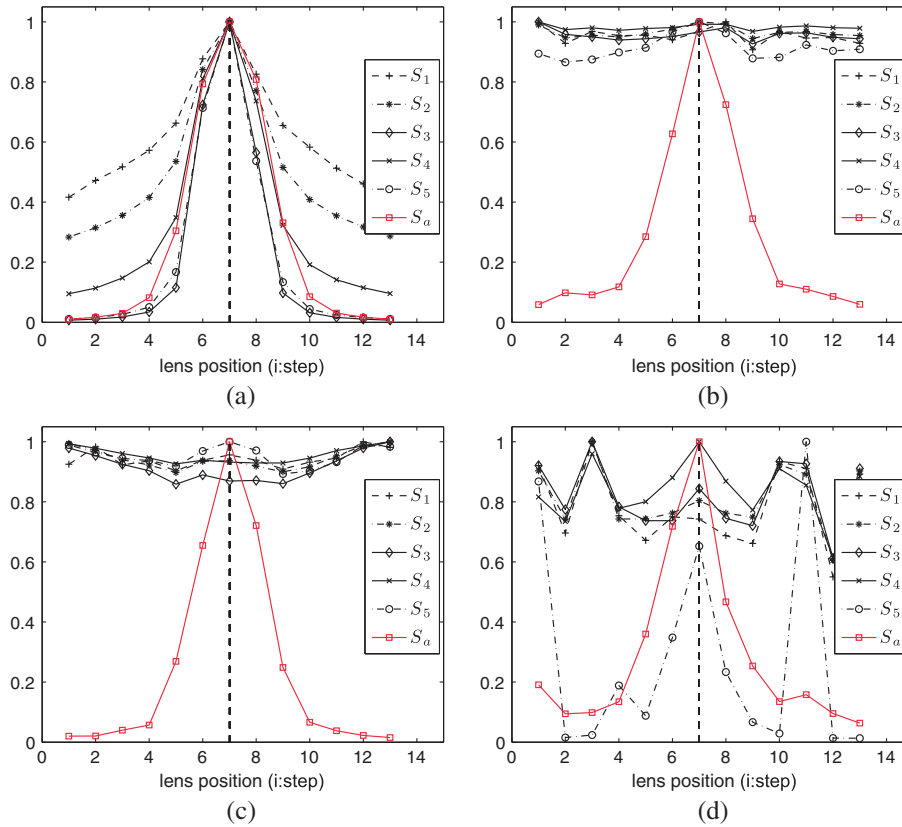 1
0.8
0.6
0.4
0.2
0
0 2 4 6 8 10 12 14
lens position (i:step)
S₁
S₂
S₃
S₄
S₅
Sₐ
(a)
1
0.8
0.6
0.4
0.2
0
0 2 4 6 8 10 12 14
lens position (i:step)
S₁
S₂
S₃
S₄
S₅
Sₐ
(b)
1
0.8
0.6
0.4
0.2
0
0 2 4 6 8 10 12 14
lens position (i:step)
S₁
S₂
S₃
S₄
S₅
Sₐ
(c)
1
0.8
0.6
0.4
0.2
0
0 2 4 6 8 10 12 14
lens position (i:step)
S₁
S₂
S₃
S₄
S₅
Sₐ
(d)